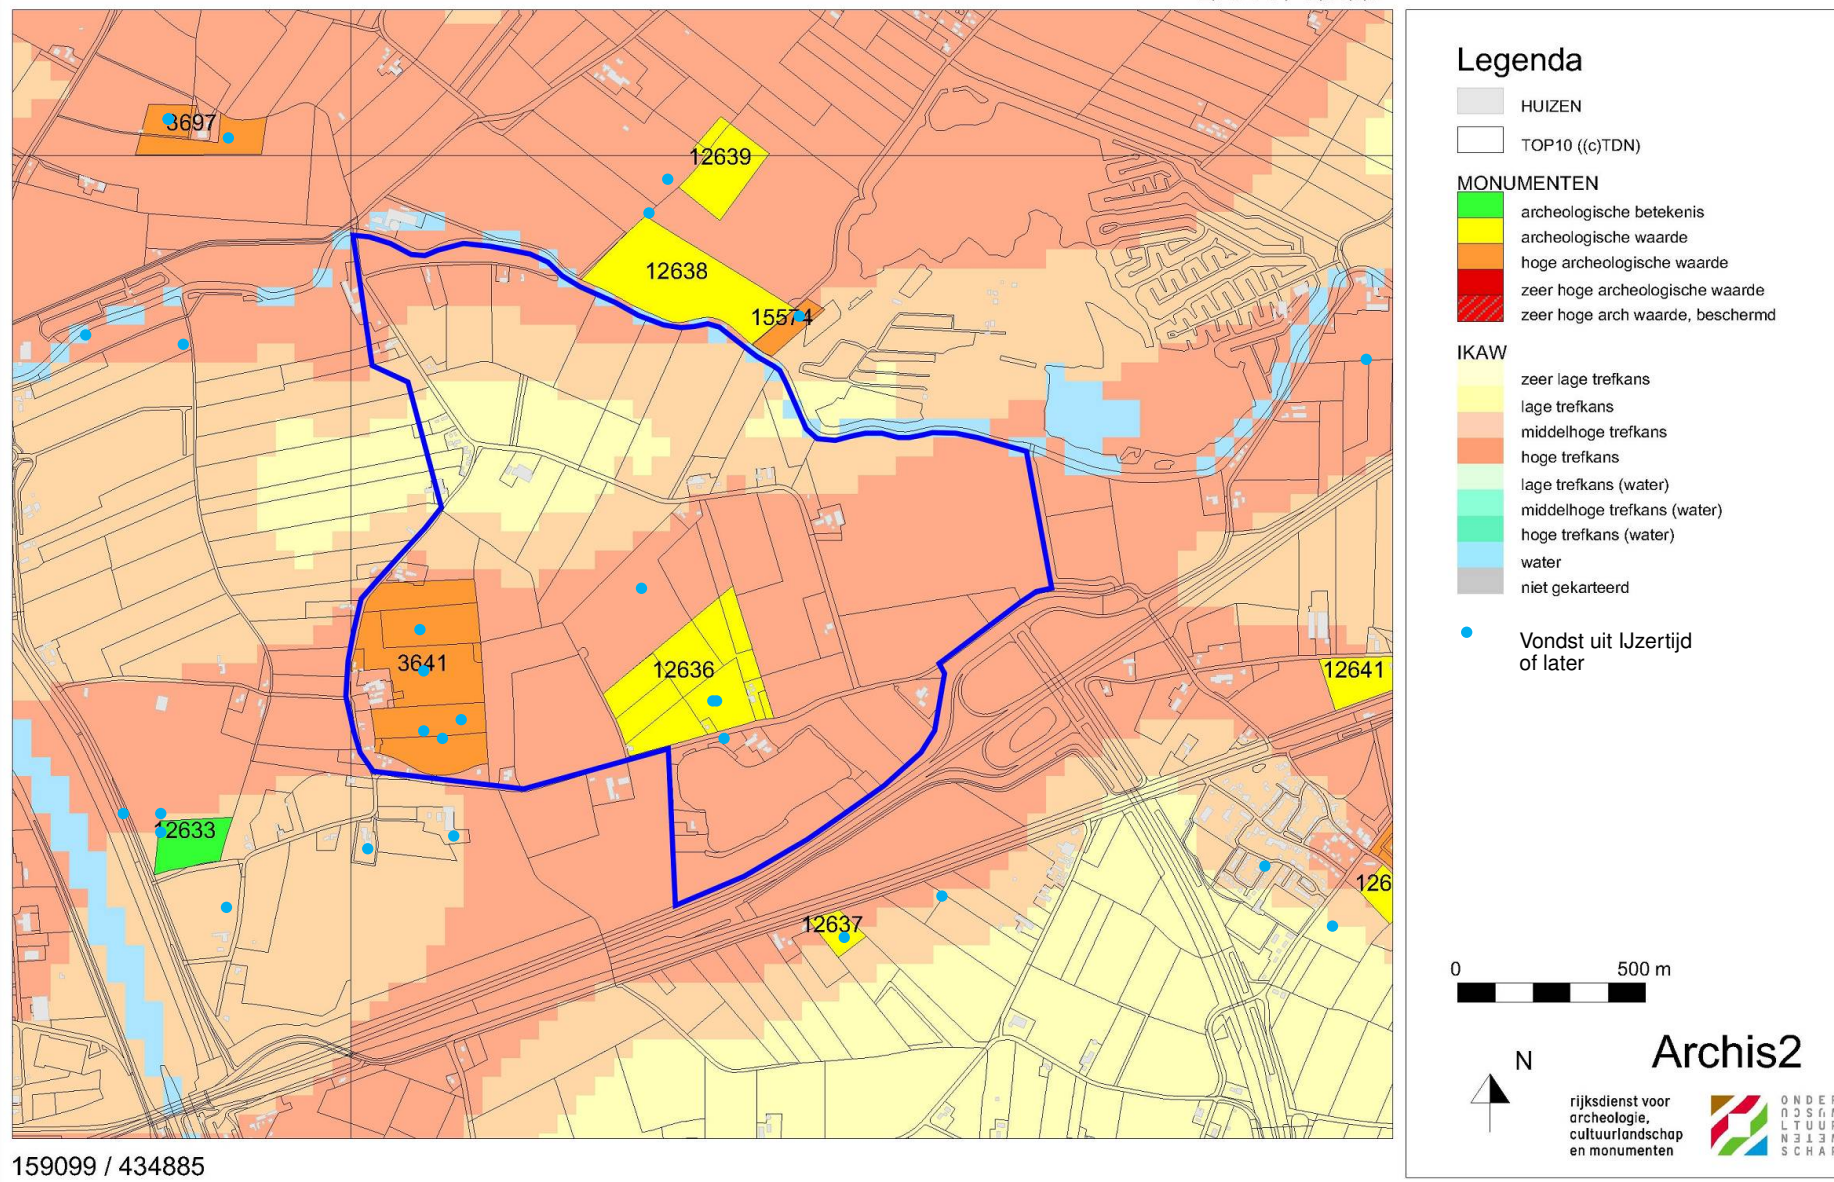 3697
12639
12638
15574
3641
12636
12641
12633
12637
126
159099 / 434885
Legenda
HUIZEN
TOP10 ((c)TDN)
MONUMENTEN
archeologische betekenis
archeologische waarde
hoge archeologische waarde
zeer hoge archeologische waarde
zeer hoge arch waarde, beschermd
IKAW
zeer lage trefkans
lage trefkans
middelhoge trefkans
hoge trefkans
lage trefkans (water)
middelhoge trefkans (water)
hoge trefkans (water)
water
niet gekarteerd
Vondst uit IJzertijd
of later
0 500 m
N
Archis2
rijksdienst voor
archeologie,
cultuurlandschap
en monumenten